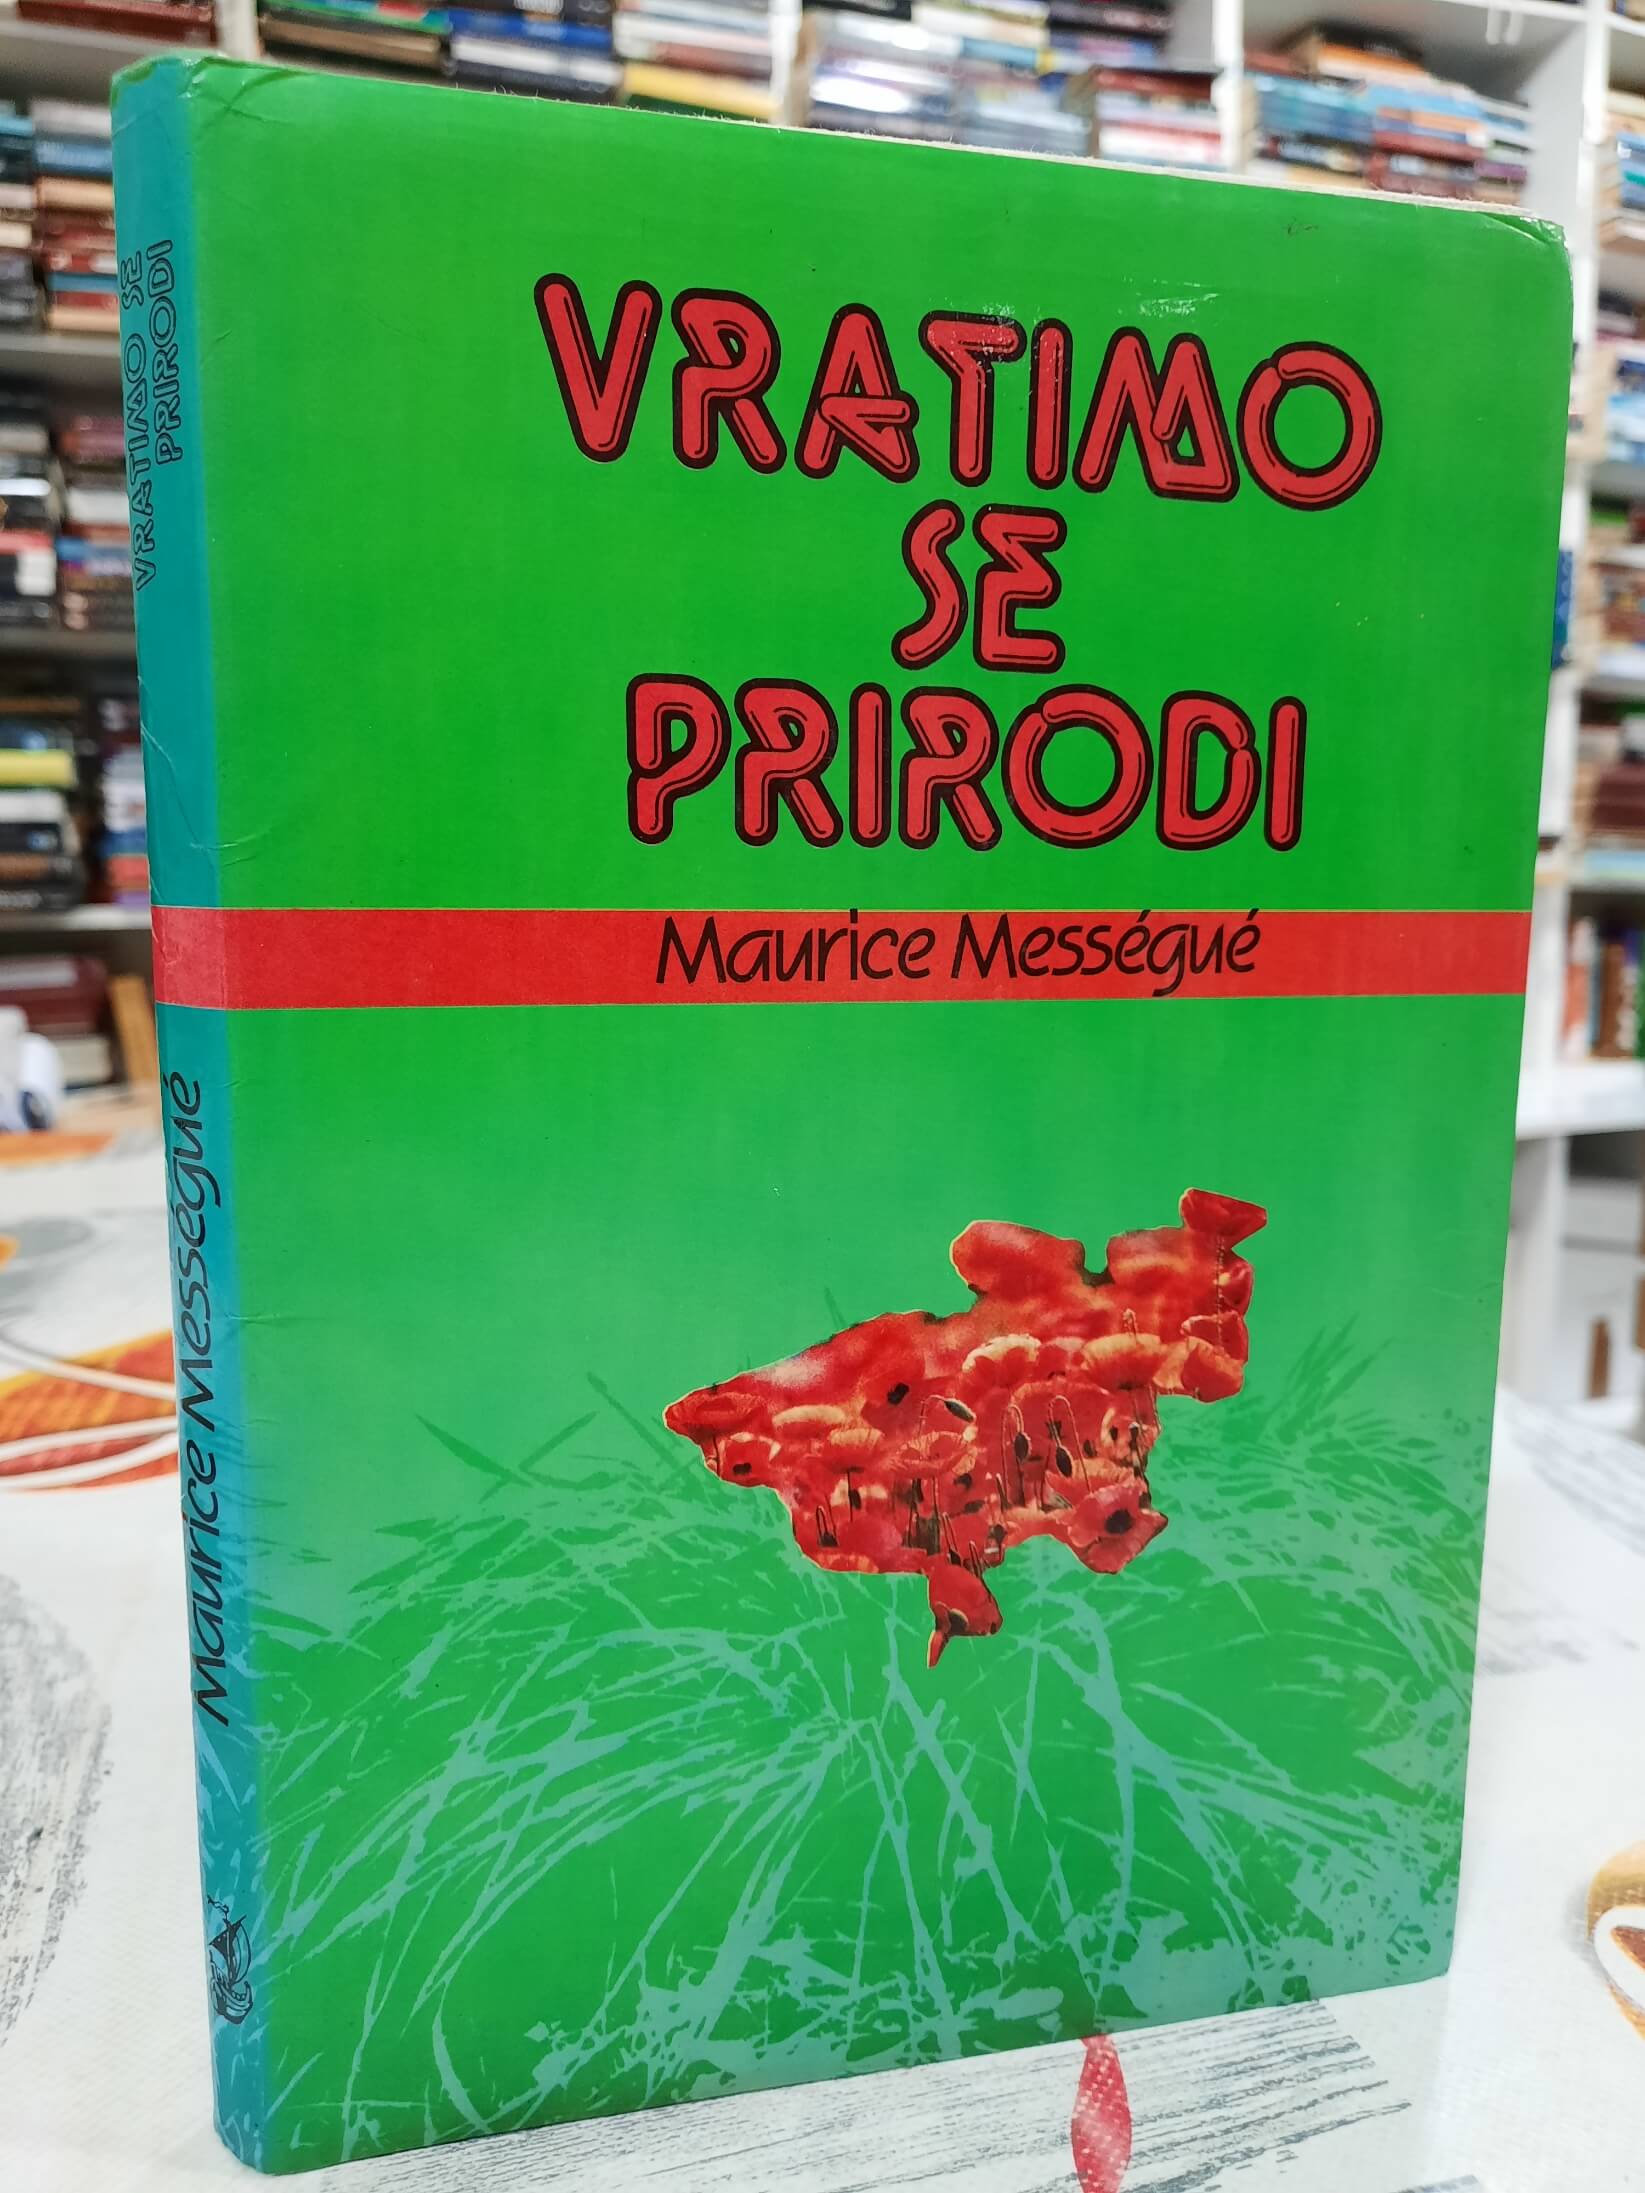 VRATIMO
SE
PRIRODI
Maurice Mességué
VRATIMO SE
PRIRODI
Maurice Mességué